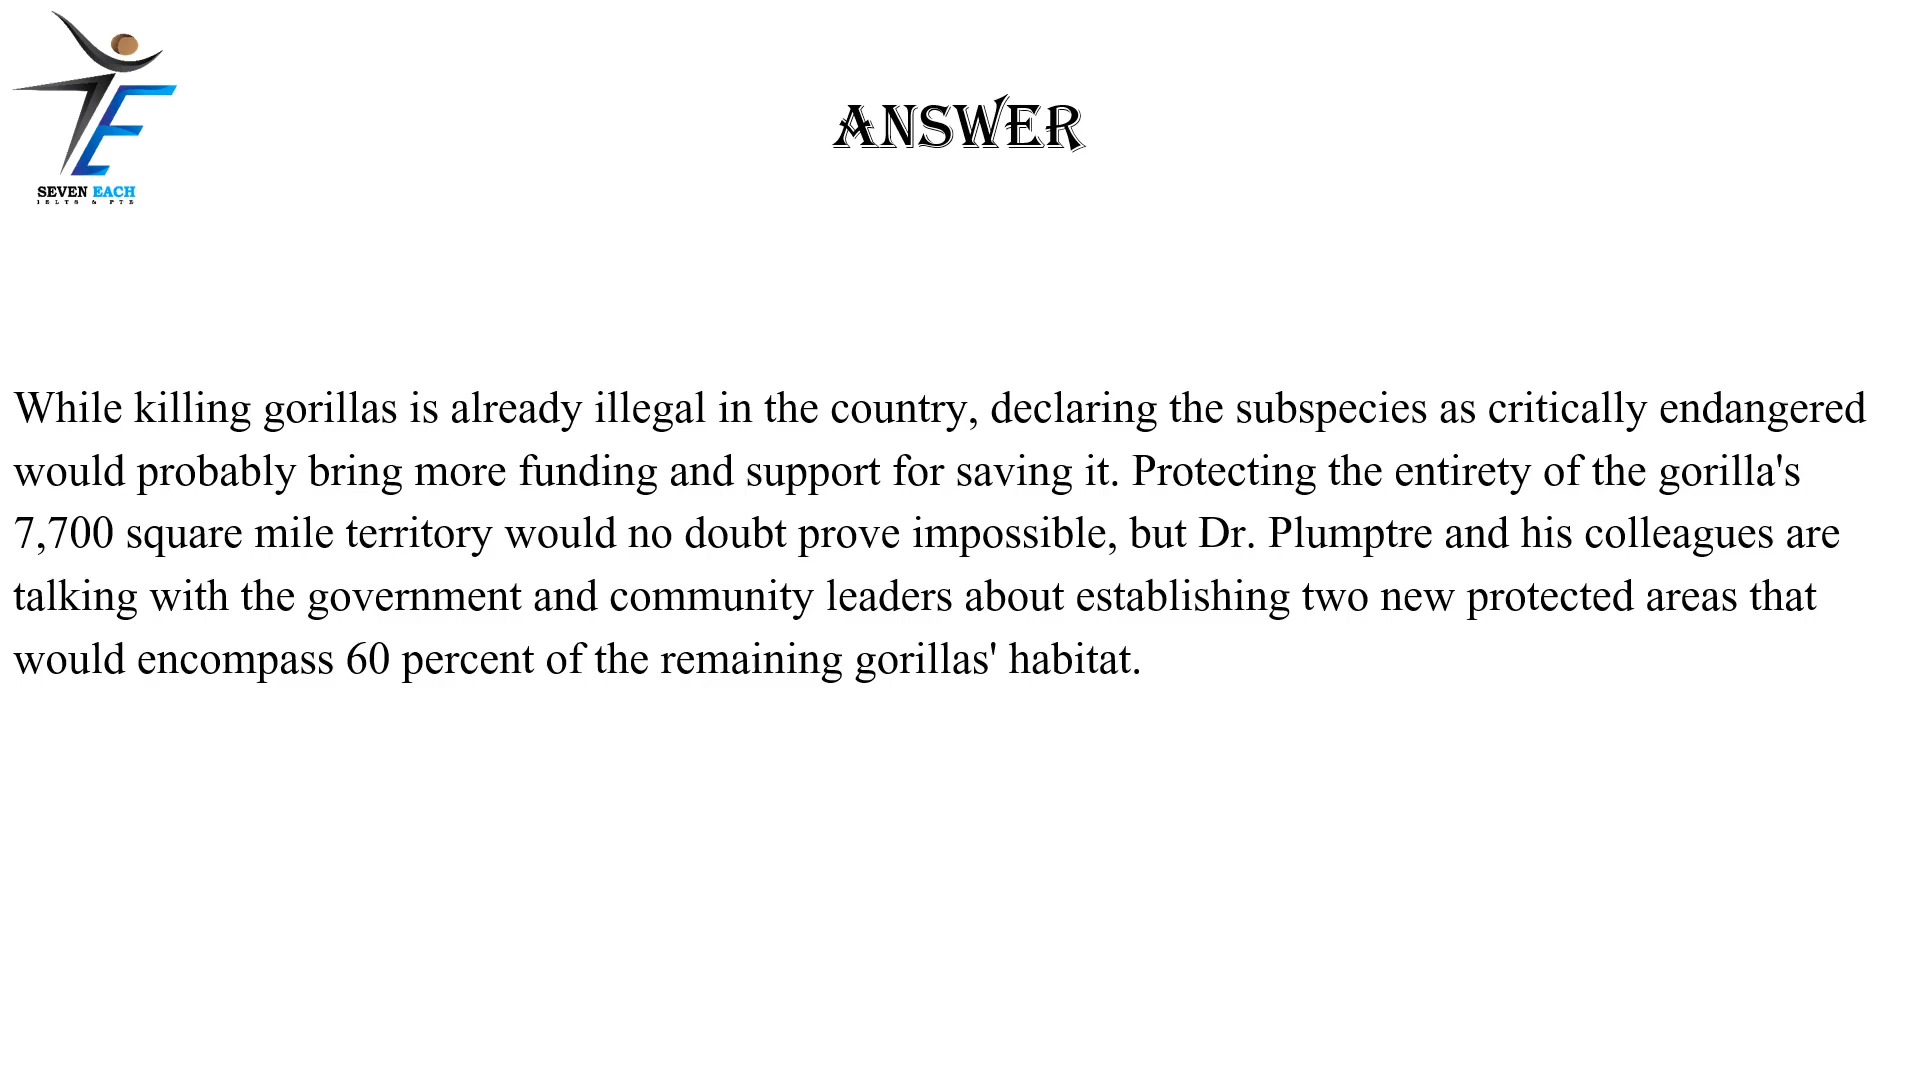 SEVEN EACH
IELTS & PTE
ANSWER
While killing gorillas is already illegal in the country, declaring the subspecies as critically endangered
would probably bring more funding and support for saving it. Protecting the entirety of the gorilla's
7,700 square mile territory would no doubt prove impossible, but Dr. Plumptre and his colleagues are
talking with the government and community leaders about establishing two new protected areas that
would encompass 60 percent of the remaining gorillas' habitat.